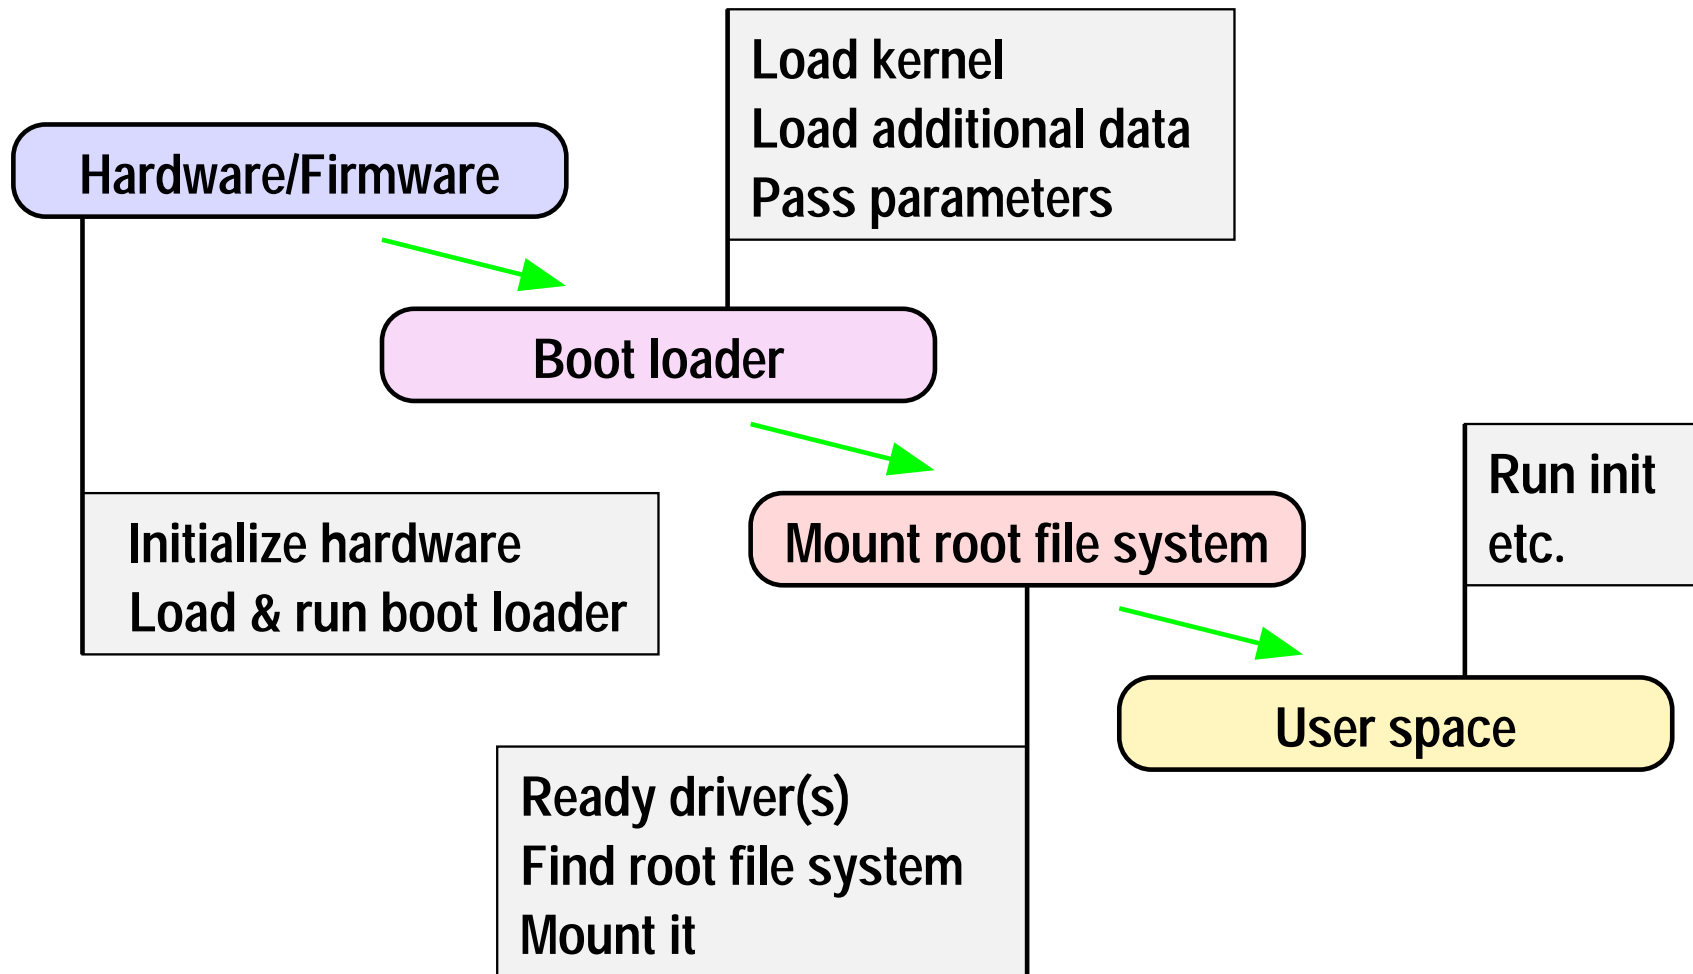 Load kernel
Load additional data
Pass parameters
Hardware/Firmware
Boot loader
Initialize hardware
Load & run boot loader
Mount root file system
Run init
etc.
User space
Ready driver(s)
Find root file system
Mount it